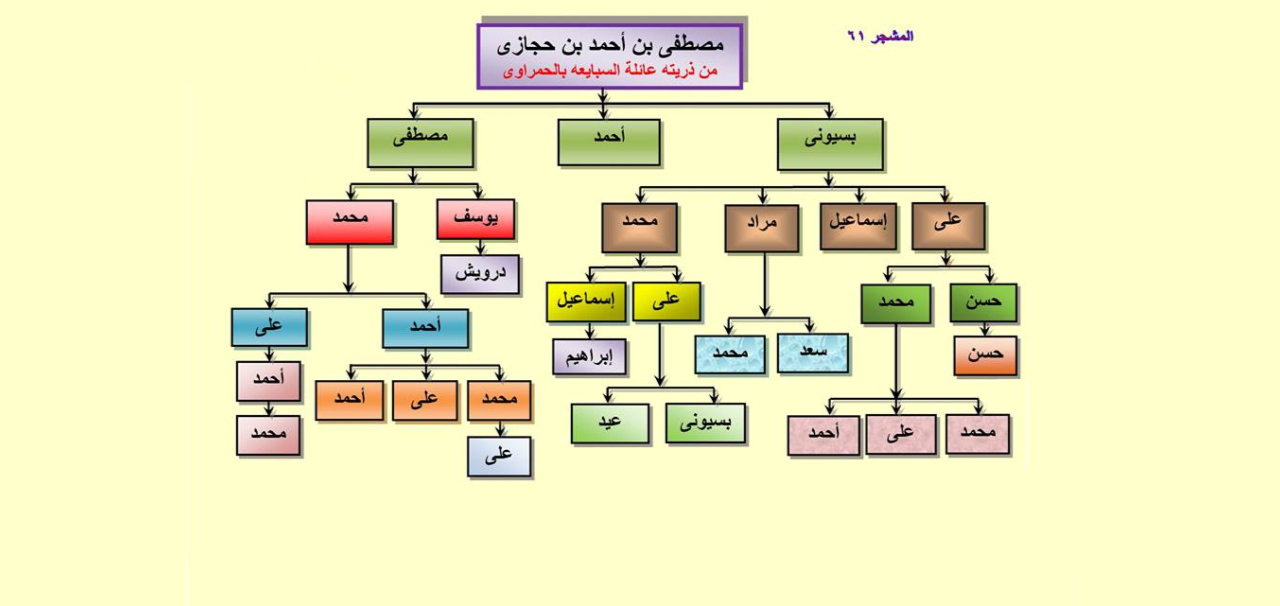 المشجر ٦١
مصطفى بن أحمد بن حجازى
من ذريته عائلة السبايعه بالحمراوى
بسيونى
أحمد
مصطفى
على
إسماعيل
مراد
محمد
يوسف
محمد
درويش
حسن
محمد
على
إسماعيل
أحمد
على
حسن
سعد
محمد
إبراهيم
محمد
على
أحمد
أحمد
محمد
على
أحمد
بسيونى
عيد
محمد
على